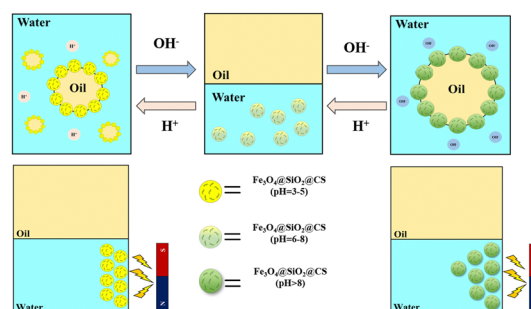 Water
H⁺
H⁺
H⁺
Oil
OH⁻
H⁺
Oil
Water
OH⁻
H⁺
Water
OH⁻
OH⁻
OH⁻
OH⁻
OH⁻
Oil
Oil
Water
S
N
Fe₃O₄@SiO₂@CS
(pH=3-5)
Fe₃O₄@SiO₂@CS
(pH=6-8)
Fe₃O₄@SiO₂@CS
(pH>8)
Oil
Water